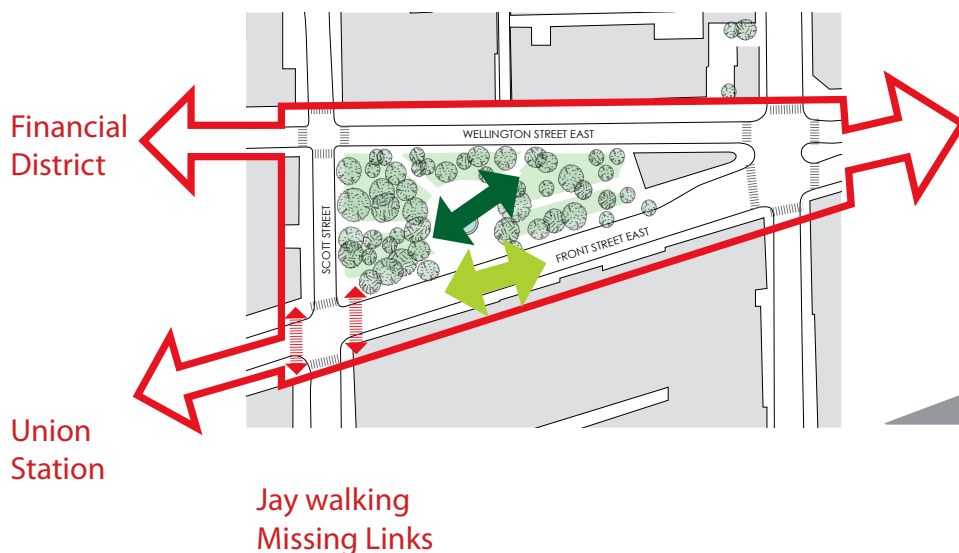 Financial
District
WELLINGTON STREET EAST
SCOTT STREET
FRONT STREET EAST
Union
Station
Jay walking
Missing Links